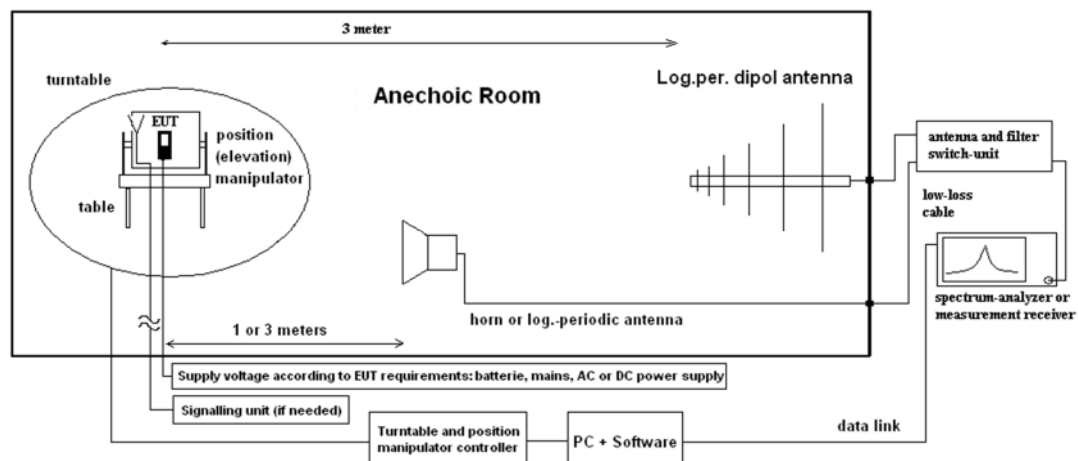 3 meter
turntable
Log.per. dipol antenna
Anechoic Room
EUT
position
(elevation)
manipulator
table
antenna and filter
switch-unit
low-loss
cable
spectrum-analyzer or
measurement receiver
horn or log.-periodic antenna
1 or 3 meters
Supply voltage according to EUT requirements: batterie, mains, AC or DC power supply
Signalling unit (if needed)
Turntable and position
manipulator controller
PC + Software
data link